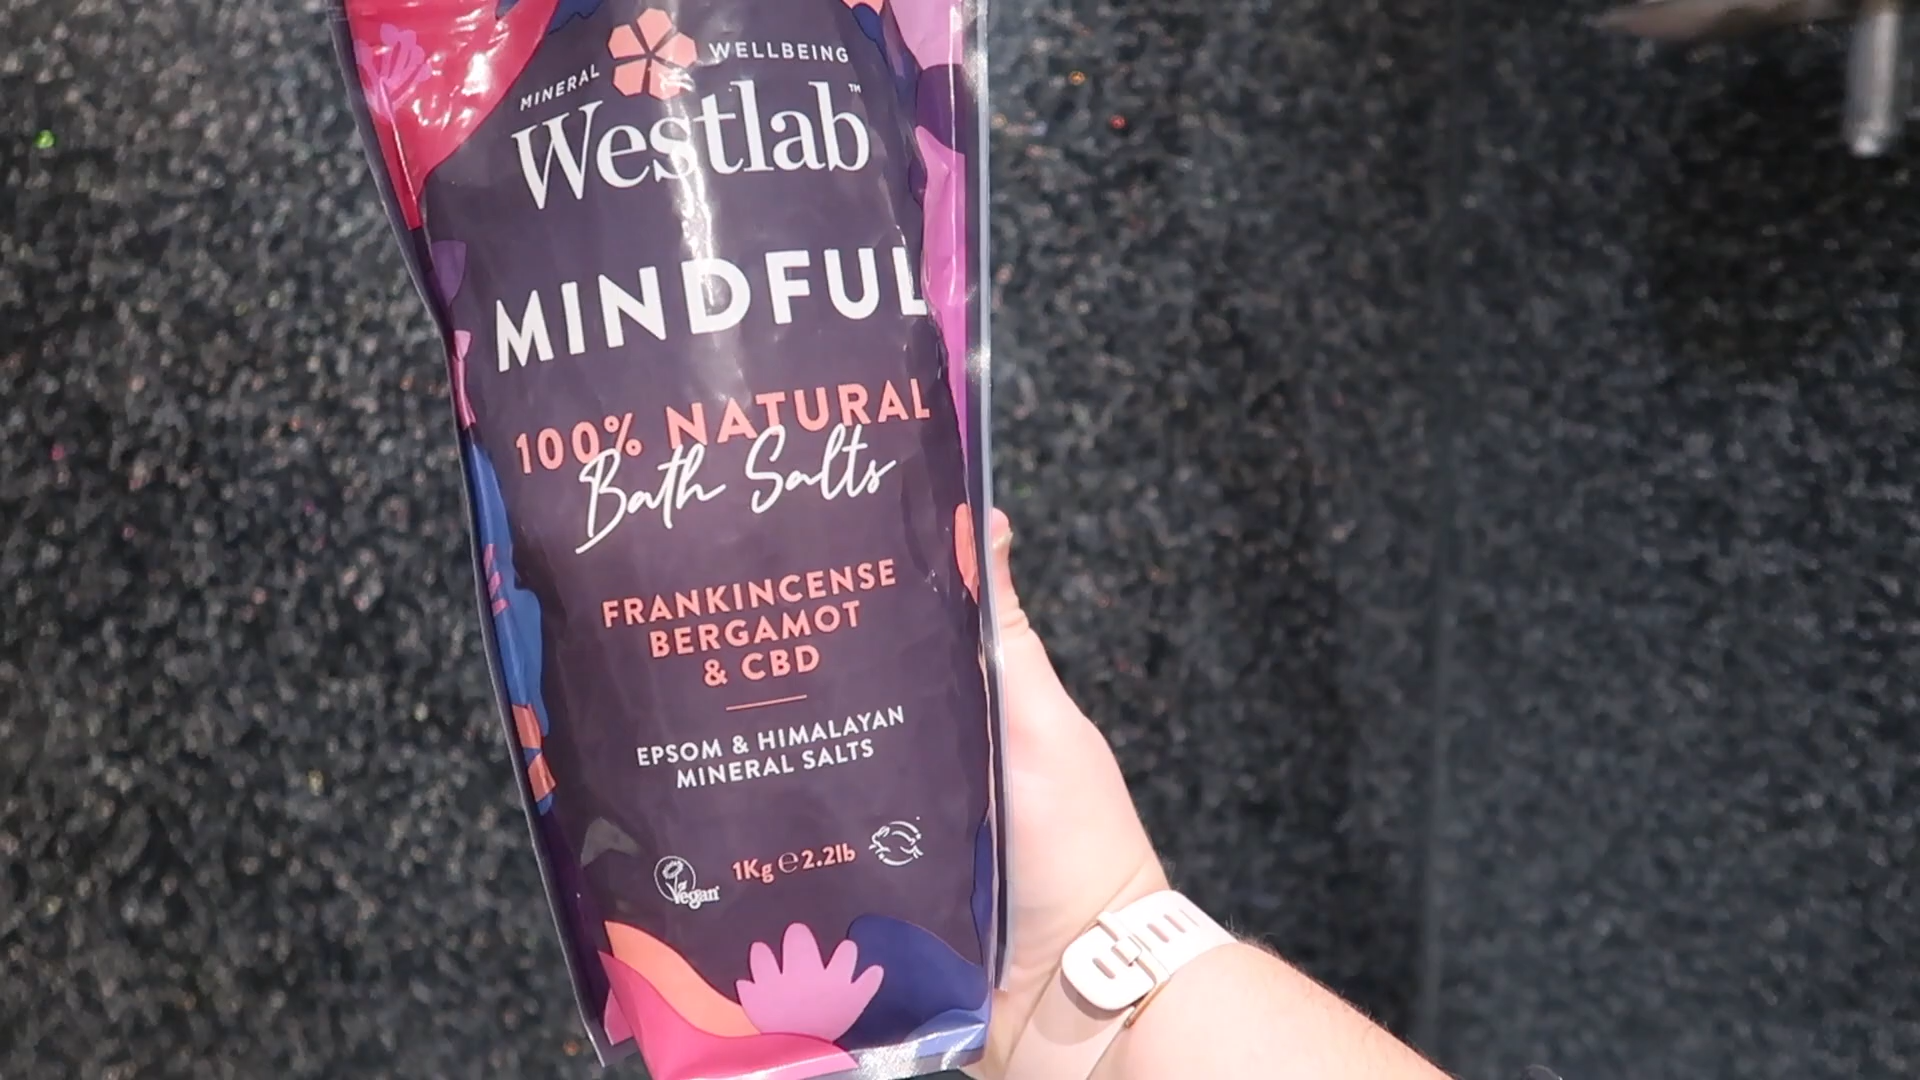 MINERAL WELLBEING
Westlab™
MINDFUL
100% NATURAL
Bath Salts
FRANKINCENSE
BERGAMOT
& CBD
EPSOM & HIMALAYAN
MINERAL SALTS
Vegan
1Kg ℮ 2.2lb